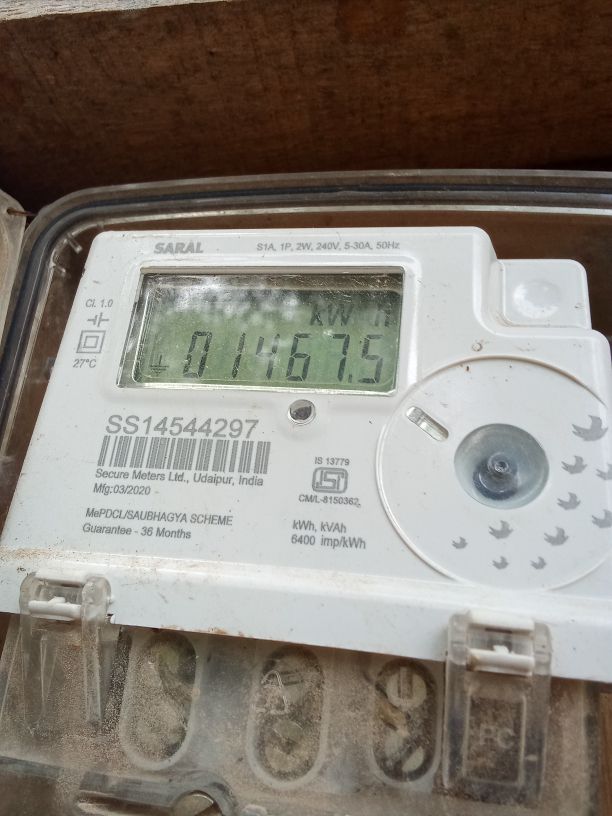 SARAL
S1A, 1P, 2W, 240V, 5-30A, 50Hz
Cl. 1.0
27°C
kW h
01467.5
SS14544297
Secure Meters Ltd., Udaipur, India
Mfg:03/2020
MePDCL/SAUBHAGYA SCHEME
Guarantee - 36 Months
IS 13779
ISI
CM/L-8150362
kWh, kVAh
6400 imp/kWh
PC